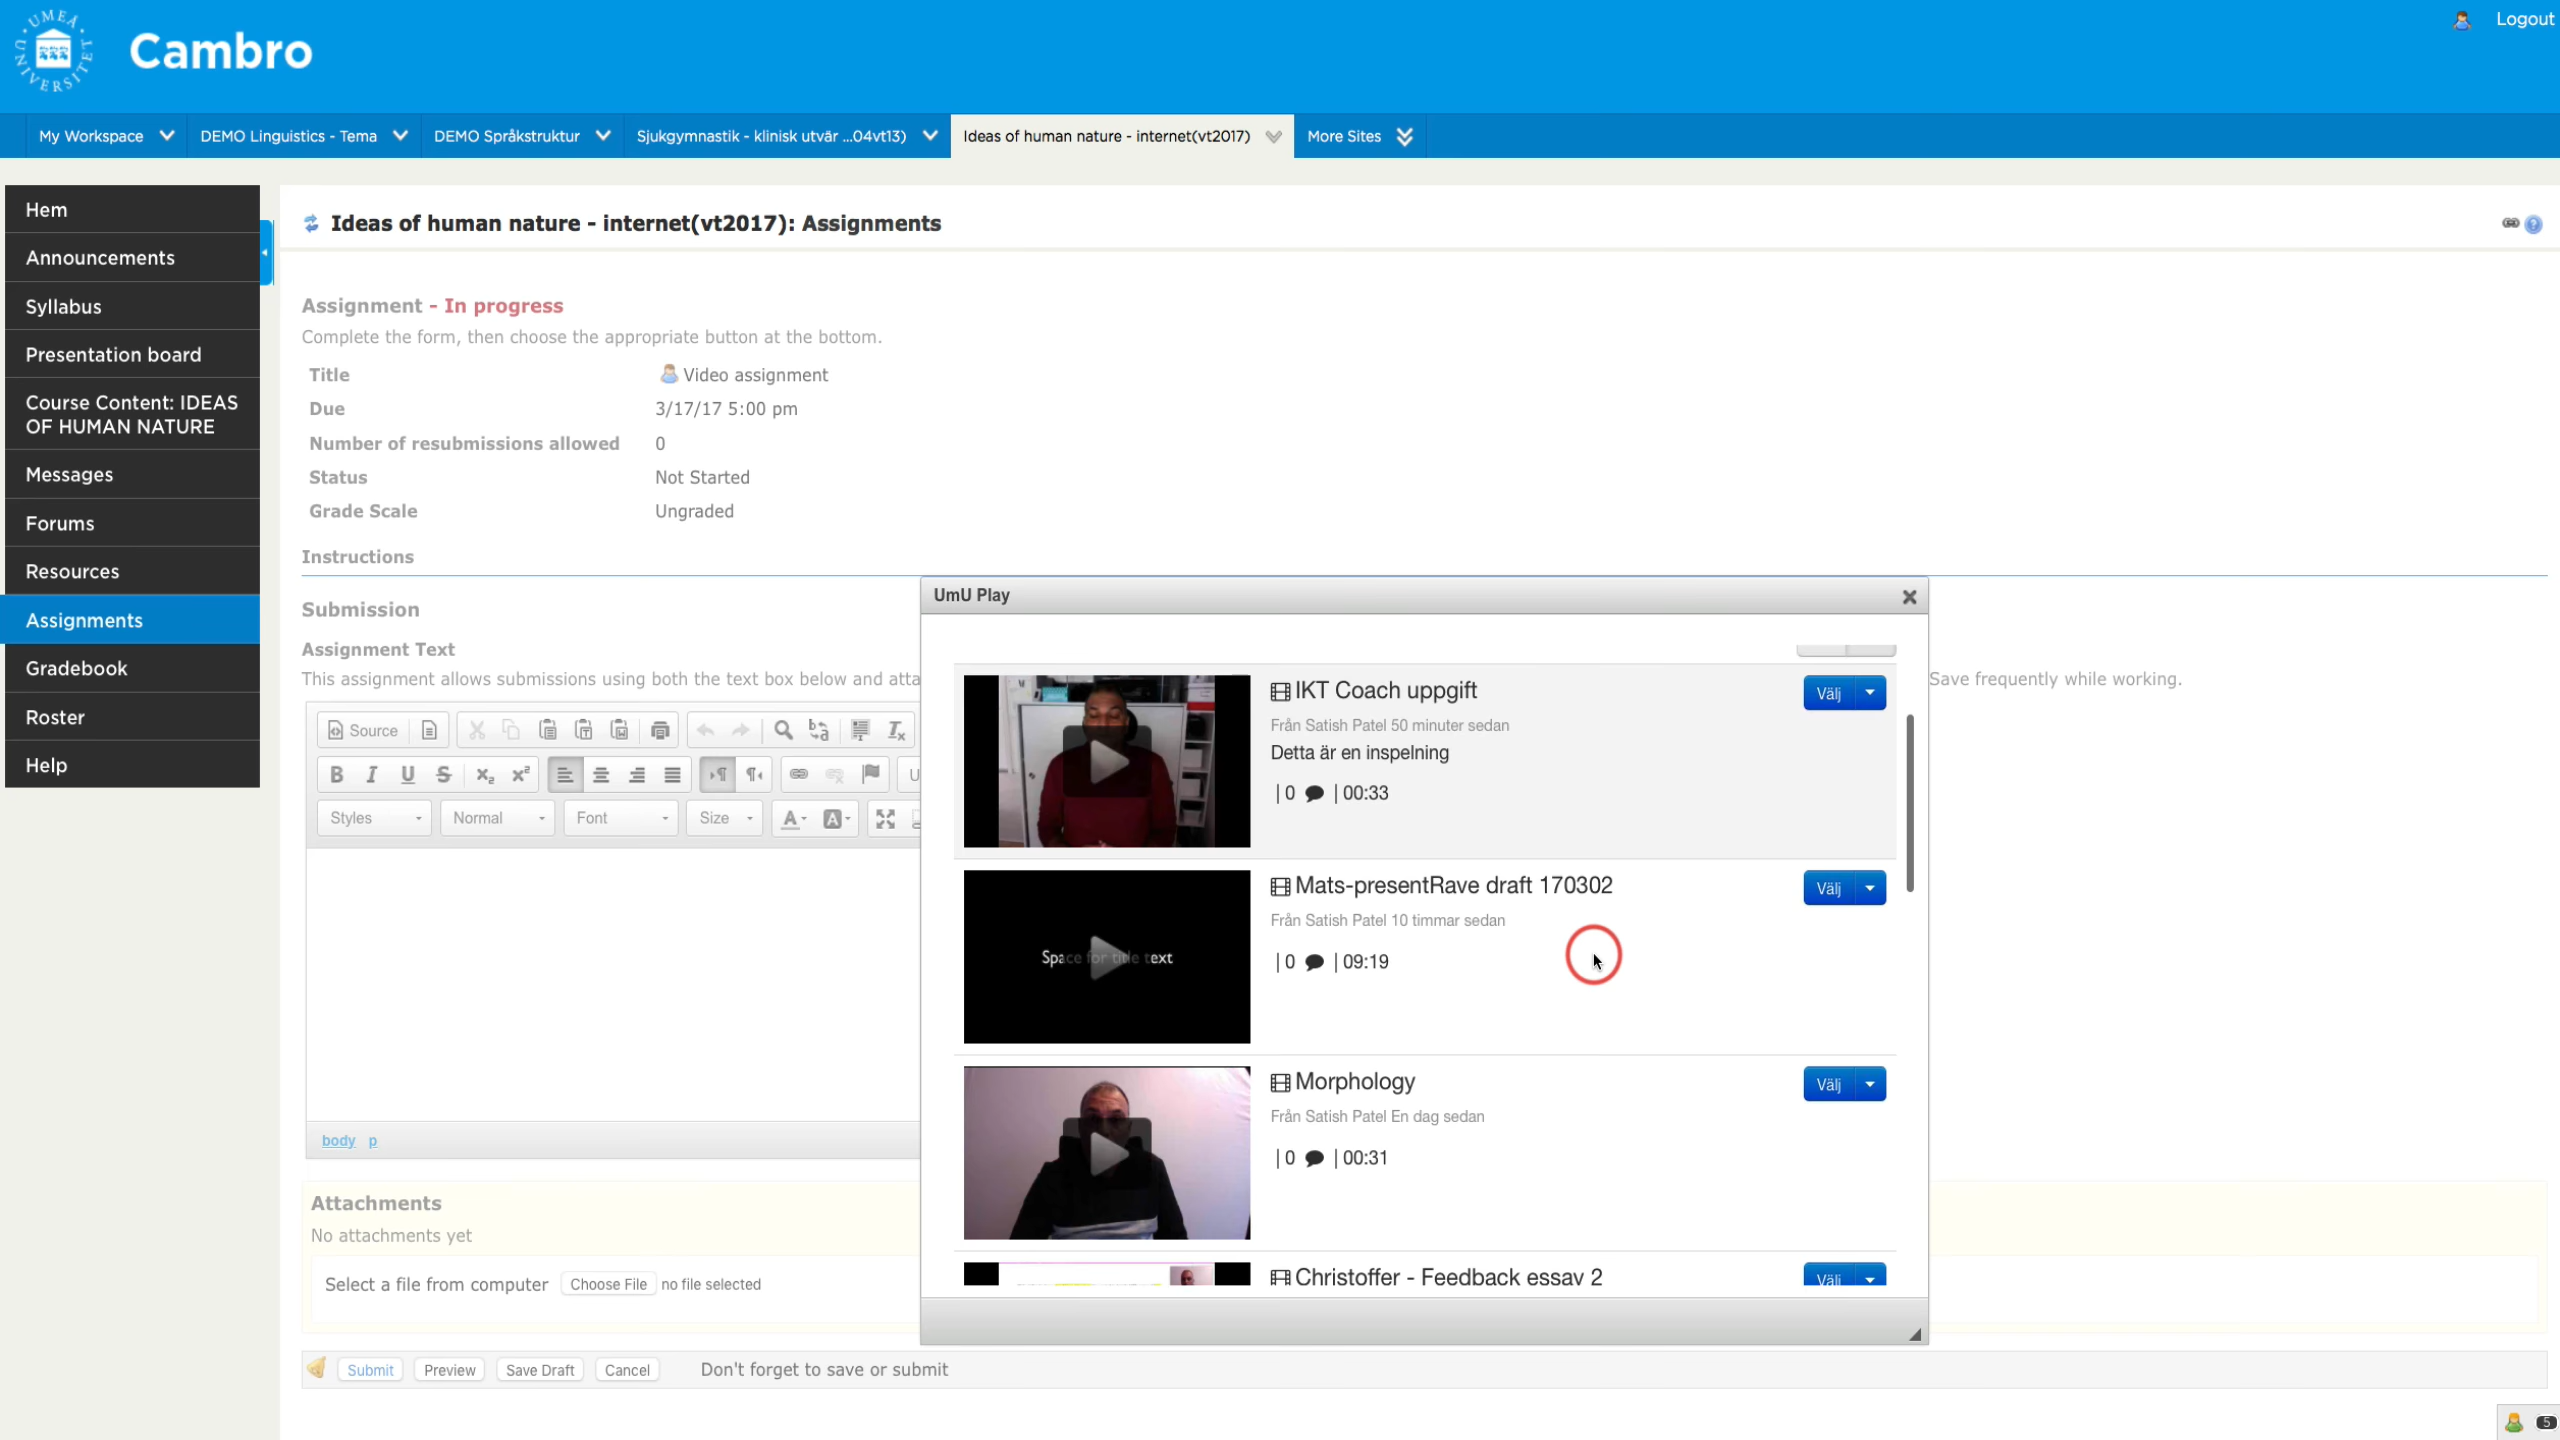 UMEÅ UNIVERSITET
Cambro
Logout
My Workspace
DEMO Linguistics - Tema
DEMO Språkstruktur
Sjukgymnastik - klinisk utvär ...04vt13)
Ideas of human nature - internet(vt2017)
More Sites
Hem
Announcements
Syllabus
Presentation board
Course Content: IDEAS
OF HUMAN NATURE
Messages
Forums
Resources
Assignments
Gradebook
Roster
Help
Ideas of human nature - internet(vt2017): Assignments
Assignment - In progress
Complete the form, then choose the appropriate button at the bottom.
Title Video assignment
Due 3/17/17 5:00 pm
Number of resubmissions allowed 0
Status Not Started
Grade Scale Ungraded
Instructions
Submission
Assignment Text
This assignment allows submissions using both the text box below and atta
Save frequently while working.
Source
B I U S x₂ x²
Styles Normal Font Size A A
body p
Attachments
No attachments yet
Select a file from computer Choose File no file selected
Submit Preview Save Draft Cancel Don't forget to save or submit
UmU Play
IKT Coach uppgift
Välj
Från Satish Patel 50 minuter sedan
Detta är en inspelning
|0 |00:33
Space for title text
Mats-presentRave draft 170302
Välj
Från Satish Patel 10 timmar sedan
|0 |09:19
Morphology
Välj
Från Satish Patel En dag sedan
|0 |00:31
Christoffer - Feedback essay 2
Välj
5